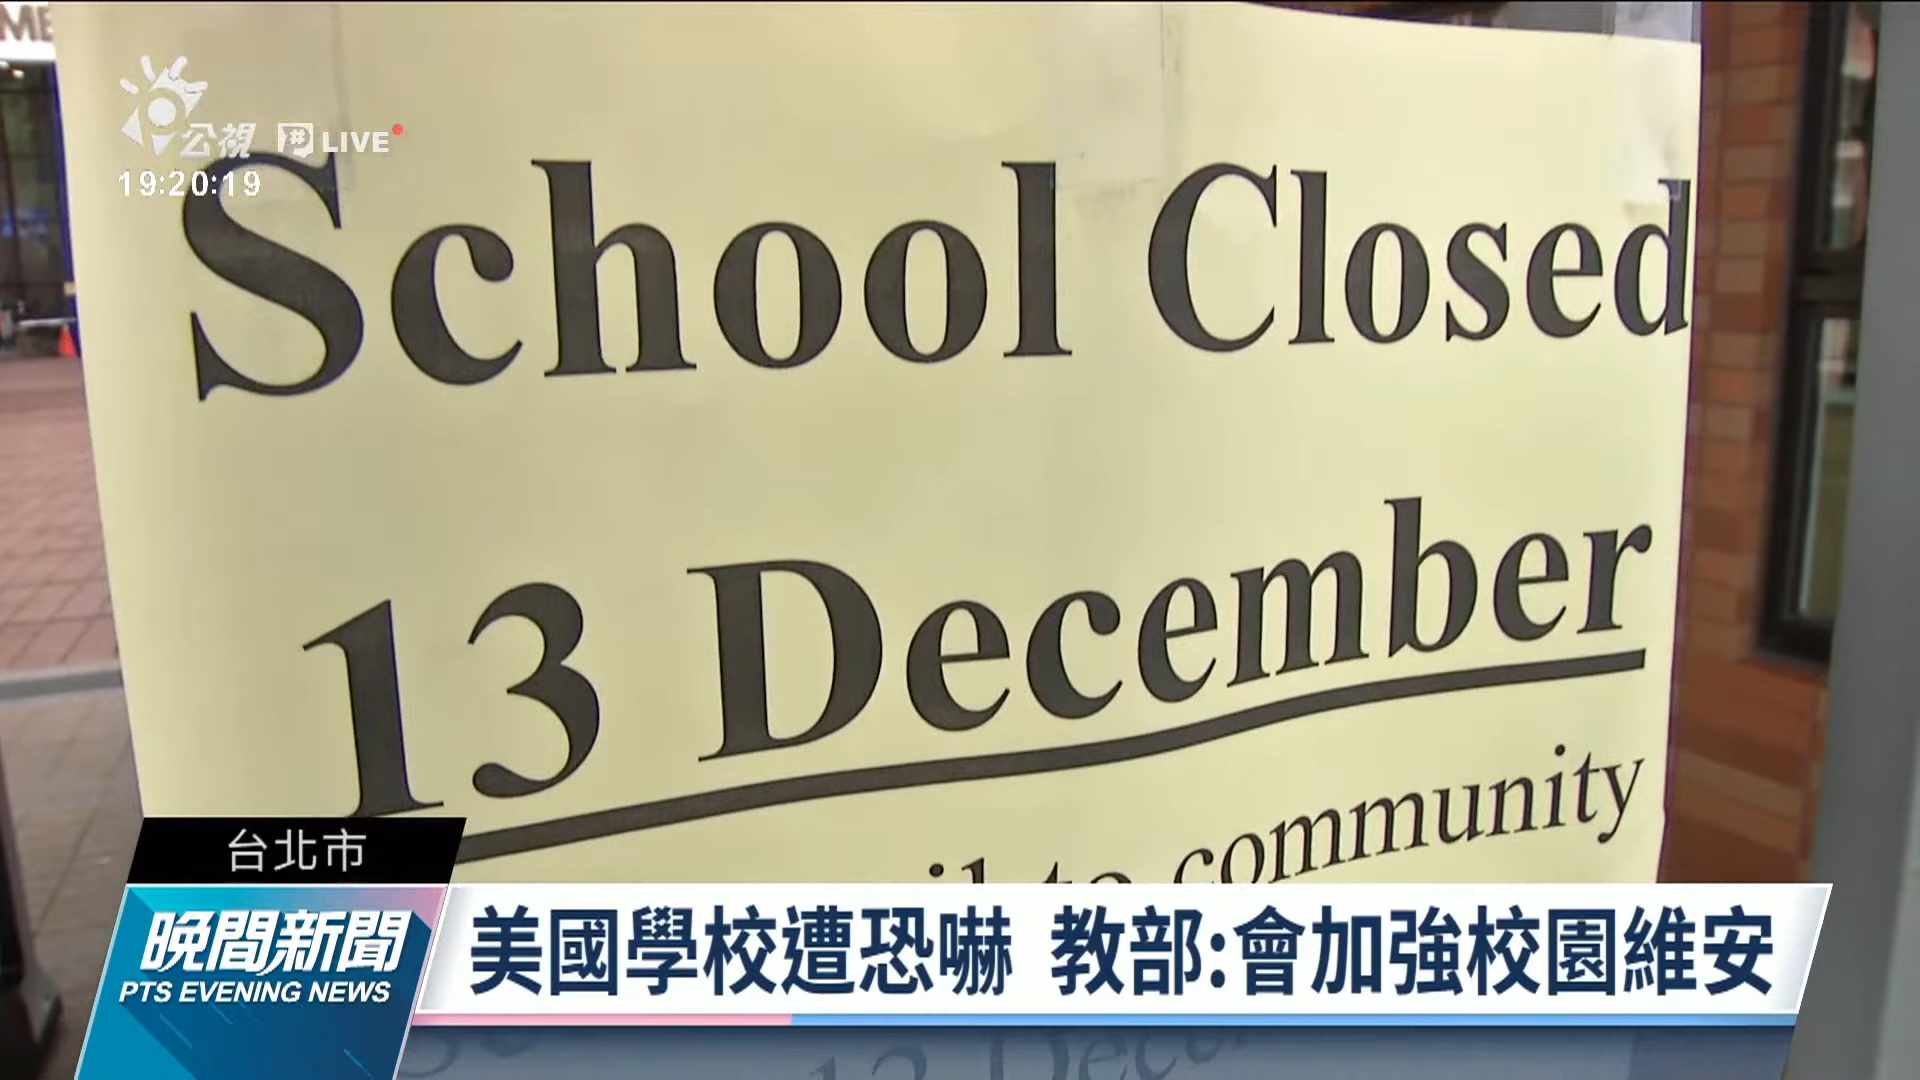 公視 LIVE
19:20:19
School Closed
13 December
to community
台北市
晚間新聞
PTS EVENING NEWS
美國學校遭恐嚇 教部:會加強校園維安